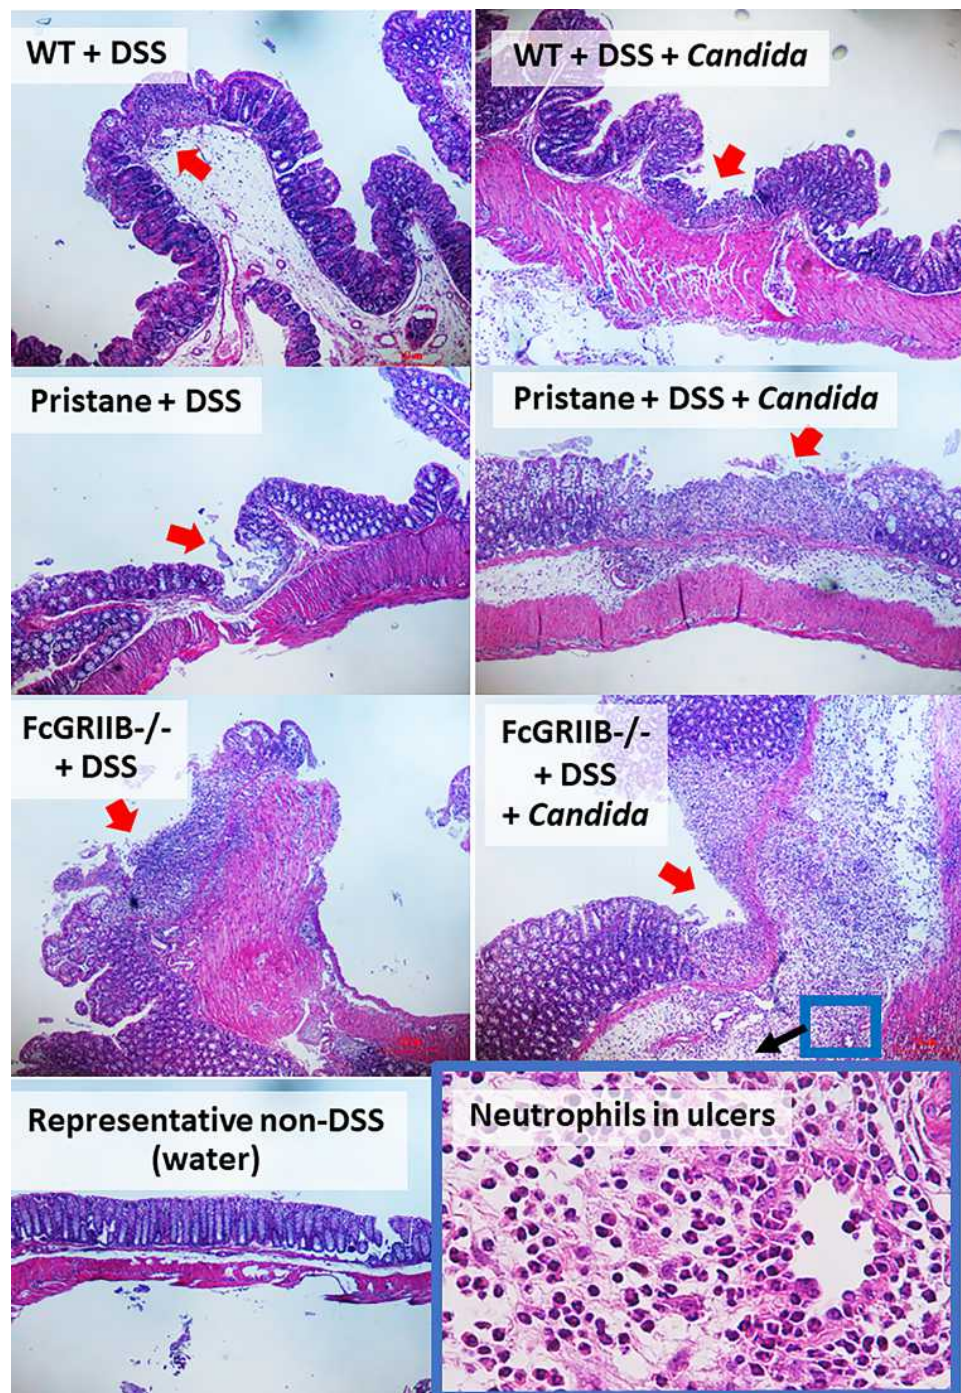 WT + DSS
WT + DSS + Candida
Pristane + DSS
Pristane + DSS + Candida
FcGRIIB-/-
+ DSS
FcGRIIB-/-
+ DSS
+ Candida
Representative non-DSS
(water)
Neutrophils in ulcers